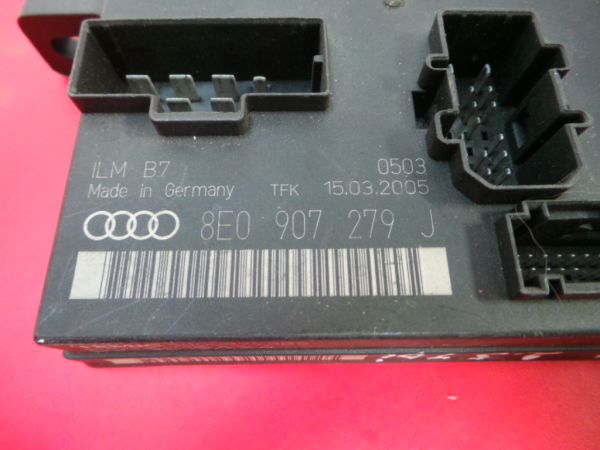 ILM B7 0503
Made in Germany TFK 15.03.2005
8E0 907 279 J